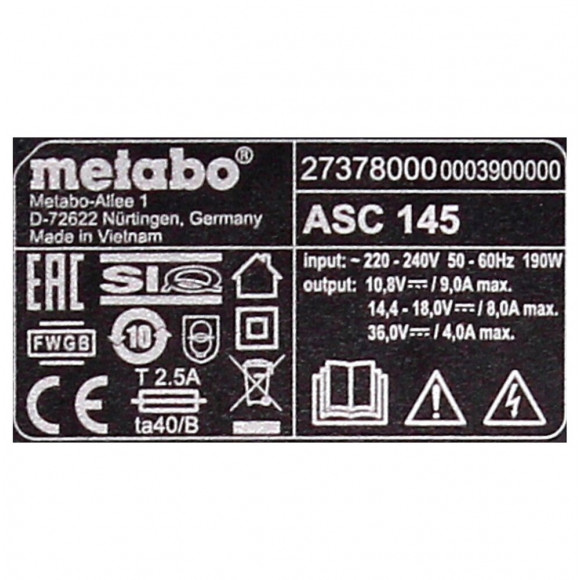 metabo®
Metabo-Allee 1
D-72622 Nürtingen, Germany
Made in Vietnam
27378000 0003900000
ASC 145
input: ~ 220 - 240V 50 - 60Hz 190W
output: 10,8V⎓/ 9,0A max.
14,4 - 18,0V⎓/ 8,0A max.
36,0V⎓/ 4,0A max.
EAC SIQ
FWGB 10
CE T 2.5A
ta40/B